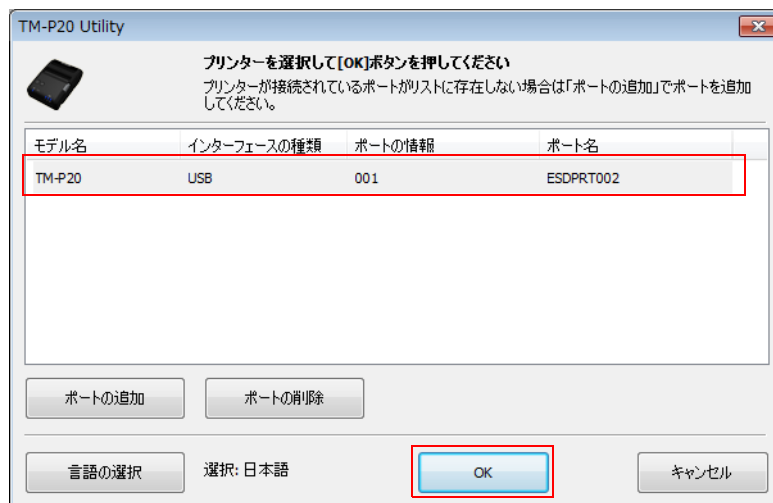 TM-P20 Utility
プリンターを選択して[OK]ボタンを押してください
プリンターが接続されているポートがリストに存在しない場合は「ポートの追加」でポートを追加
してください。
モデル名 インターフェースの種類 ポートの情報 ポート名
TM-P20 USB 001 ESDPRT002
ポートの追加 ポートの削除
言語の選択 選択: 日本語 OK キャンセル